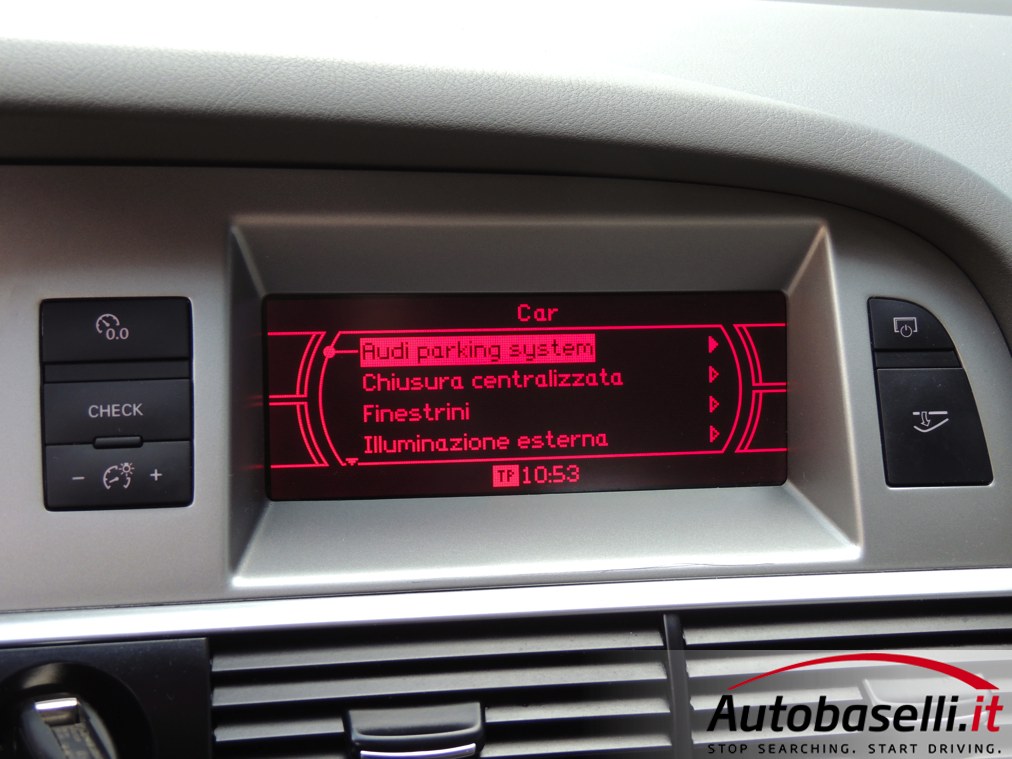 Car
Audi parking system
Chiusura centralizzata
Finestrini
Illuminazione esterna
TP 10:53
0.0
CHECK
- +
Autobaselli.it
STOP SEARCHING. START DRIVING.